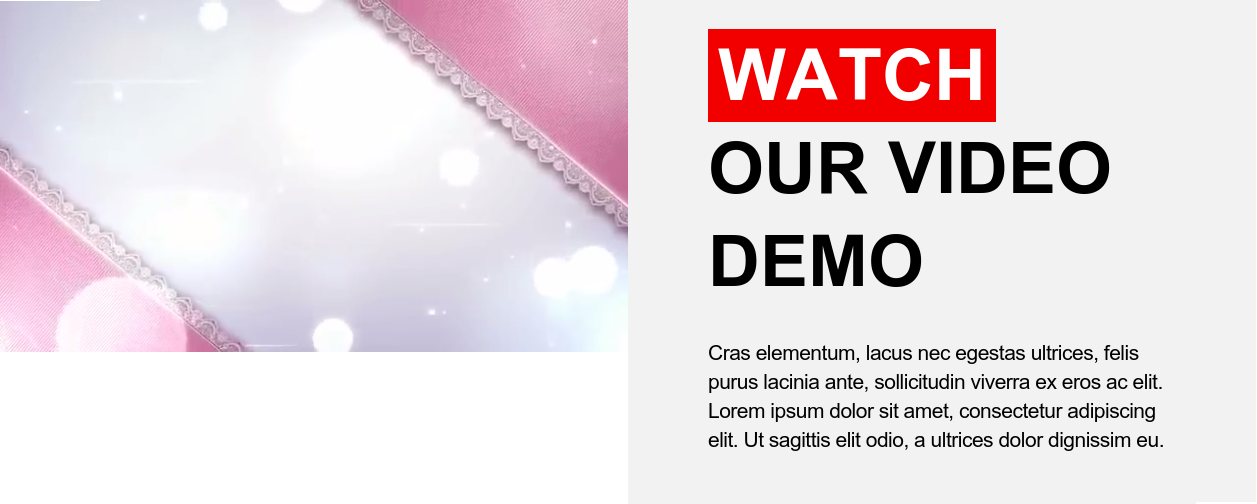 WATCH
OUR VIDEO
DEMO
Cras elementum, lacus nec egestas ultrices, felis
purus lacinia ante, sollicitudin viverra ex eros ac elit.
Lorem ipsum dolor sit amet, consectetur adipiscing
elit. Ut sagittis elit odio, a ultrices dolor dignissim eu.